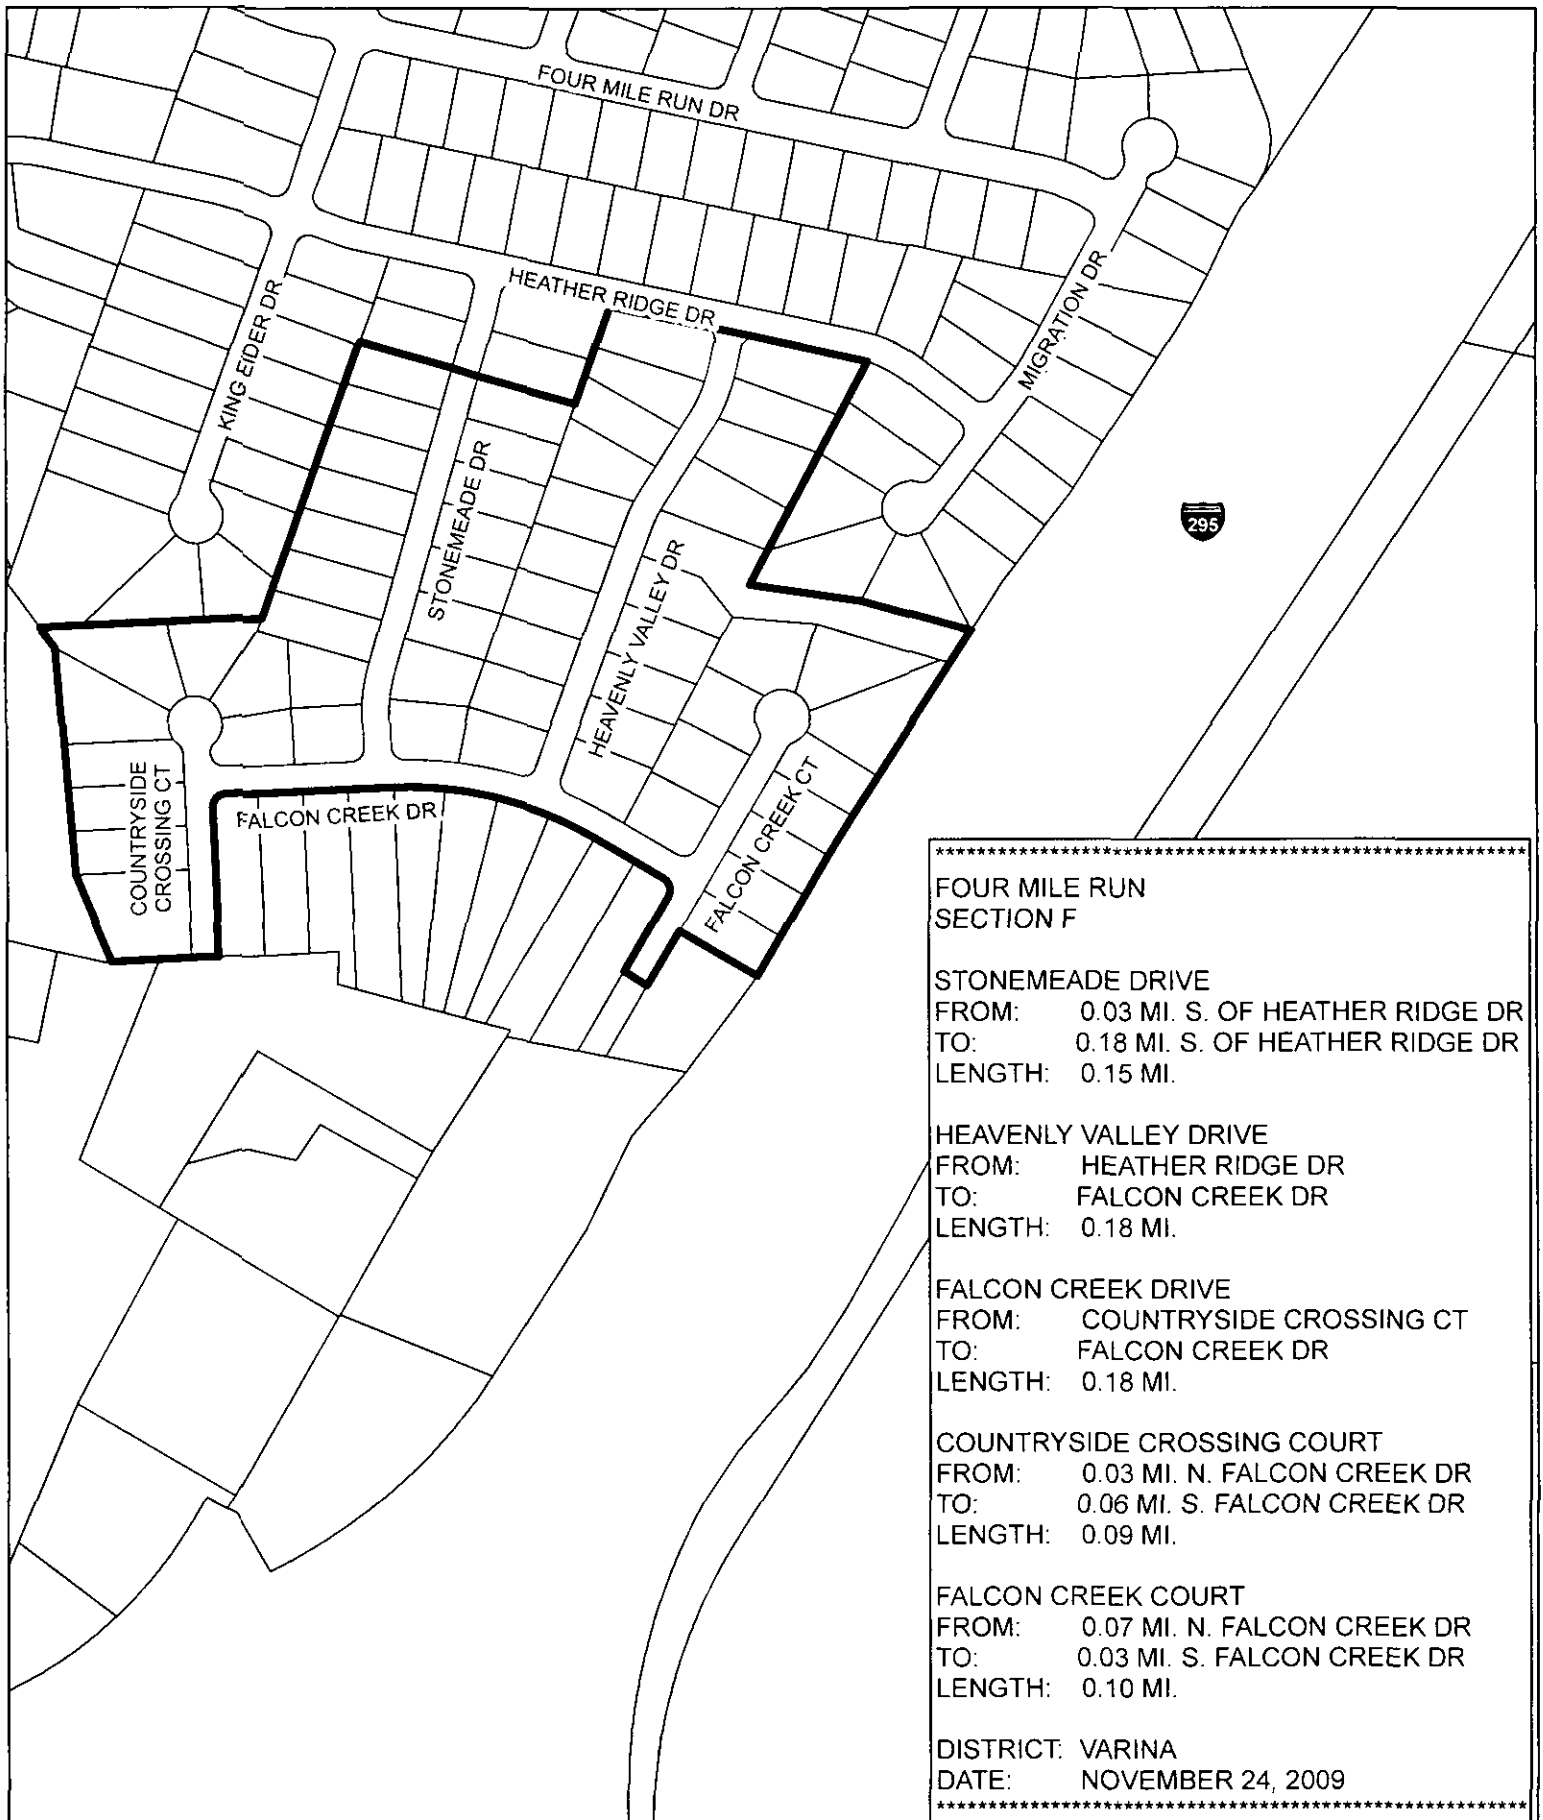 FOUR MILE RUN DR
HEATHER RIDGE DR
KING EIDER DR
MIGRATION DR
STONEMEADE DR
295
HEAVENLY VALLEY DR
COUNTRYSIDE
CROSSING CT
FALCON CREEK DR
FALCON CREEK CT
FOUR MILE RUN
SECTION F
STONEMEADE DRIVE
FROM: 0.03 MI. S. OF HEATHER RIDGE DR
TO: 0.18 MI. S. OF HEATHER RIDGE DR
LENGTH: 0.15 MI.
HEAVENLY VALLEY DRIVE
FROM: HEATHER RIDGE DR
TO: FALCON CREEK DR
LENGTH: 0.18 MI.
FALCON CREEK DRIVE
FROM: COUNTRYSIDE CROSSING CT
TO: FALCON CREEK DR
LENGTH: 0.18 MI.
COUNTRYSIDE CROSSING COURT
FROM: 0.03 MI. N. FALCON CREEK DR
TO: 0.06 MI. S. FALCON CREEK DR
LENGTH: 0.09 MI.
FALCON CREEK COURT
FROM: 0.07 MI. N. FALCON CREEK DR
TO: 0.03 MI. S. FALCON CREEK DR
LENGTH: 0.10 MI.
DISTRICT: VARINA
DATE: NOVEMBER 24, 2009